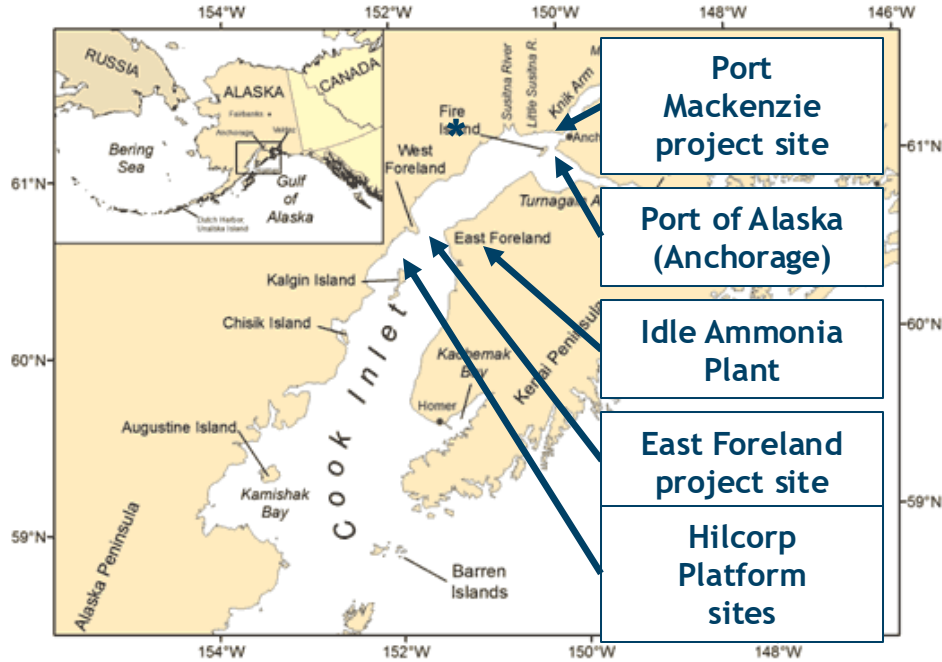 154°W
152°W
150°W
148°W
146°W
RUSSIA
ALASKA
CANADA
Fairbanks
Anchorage
Valdez
Bering
Sea
Gulf
of
Alaska
Dutch Harbor,
Unalaska Island
61°N
60°N
59°N
Susitna River
Little Susitna R.
Knik Arm
Fire
Island
*
Anch
West
Foreland
Turnagain A
East Foreland
Kalgin Island
Chisik Island
Cook Inlet
Kachemak
Bay
Kenai Peninsula
Homer
Augustine Island
Kamishak
Bay
Alaska Peninsula
Barren
Islands
Port
Mackenzie
project site
Port of Alaska
(Anchorage)
Idle Ammonia
Plant
East Foreland
project site
Hilcorp
Platform
sites
61°N
60°N
59°N
154°W
152°W
150°W
148°W